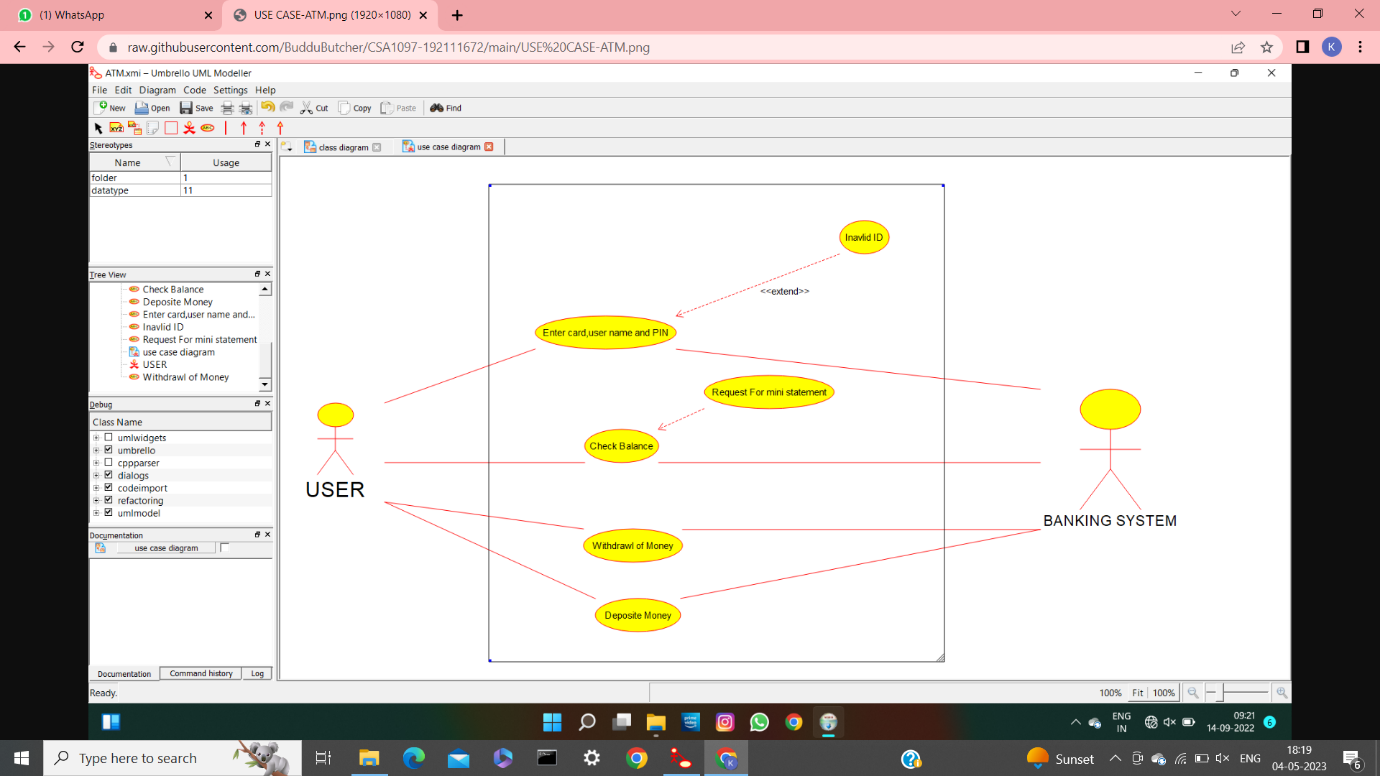 (1) WhatsApp
USE CASE-ATM.png (1920×1080)
raw.githubusercontent.com/BudduButcher/CSA1097-192111672/main/USE%20CASE-ATM.png
K
ATM.xmi – Umbrello UML Modeller
File Edit Diagram Code Settings Help
New Open Save Cut Copy Paste Find
XYZ
Stereotypes
Name Usage
folder 1
datatype 11
Tree View
Check Balance
Deposite Money
Enter card,user name and...
Inavlid ID
Request For mini statement
use case diagram
USER
Withdrawl of Money
Debug
Class Name
umlwidgets
umbrello
cppparser
dialogs
codeimport
refactoring
umlmodel
Documentation
use case diagram
Documentation Command history Log
Ready.
class diagram use case diagram
Inavlid ID
<<extend>>
Enter card,user name and PIN
Request For mini statement
Check Balance
USER
BANKING SYSTEM
Withdrawl of Money
Deposite Money
100% Fit 100%
prime video
ENG
IN
09:21
14-09-2022
6
Type here to search
Sunset
ENG
18:19
04-05-2023
6